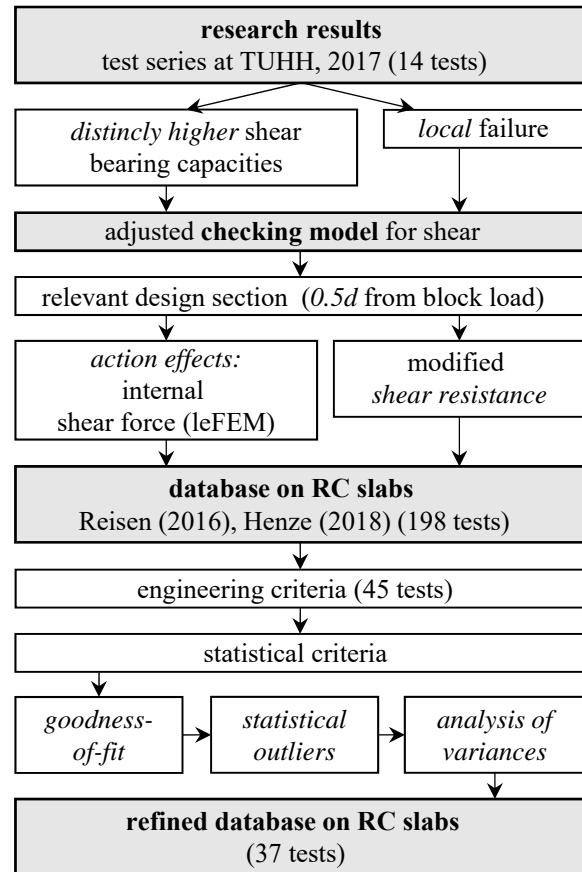 research results
test series at TUHH, 2017 (14 tests)
distinctly higher shear
bearing capacities
local failure
adjusted checking model for shear
relevant design section (0.5d from block load)
action effects:
internal
shear force (leFEM)
modified
shear resistance
database on RC slabs
Reisen (2016), Henze (2018) (198 tests)
engineering criteria (45 tests)
statistical criteria
goodness-
of-fit
statistical
outliers
analysis of
variances
refined database on RC slabs
(37 tests)